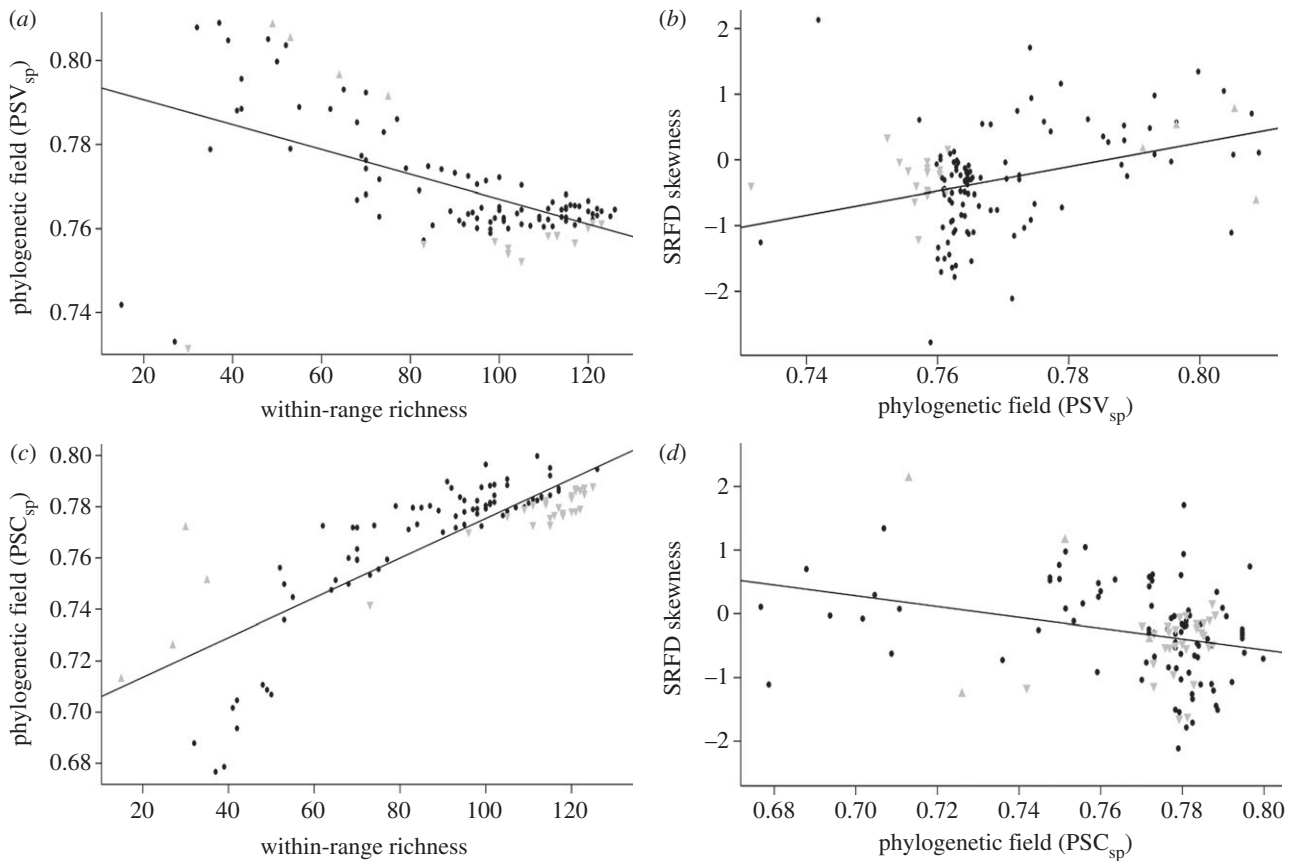 (a)
phylogenetic field (PSVsp)
0.80
0.78
0.76
0.74
20 40 60 80 100 120
within-range richness
(b)
SRFD skewness
2
1
0
−1
−2
0.74 0.76 0.78 0.80
phylogenetic field (PSVsp)
(c)
phylogenetic field (PSCsp)
0.80
0.78
0.76
0.74
0.72
0.70
0.68
20 40 60 80 100 120
within-range richness
(d)
SRFD skewness
2
1
0
−1
−2
0.68 0.70 0.72 0.74 0.76 0.78 0.80
phylogenetic field (PSCsp)